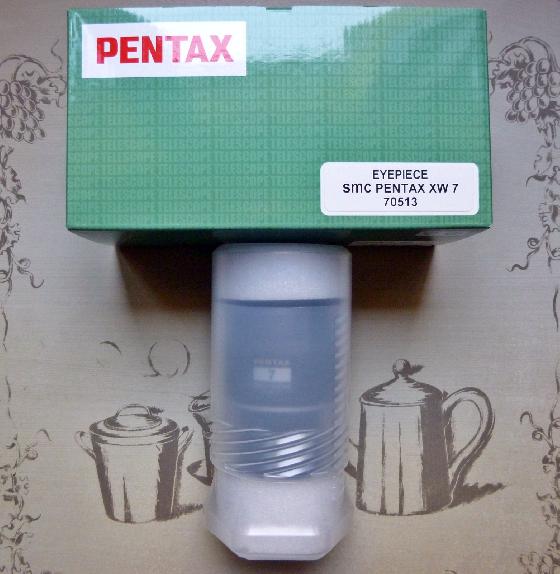 PENTAX
EYEPIECE
SMC PENTAX XW 7
70513
PENTAX
7